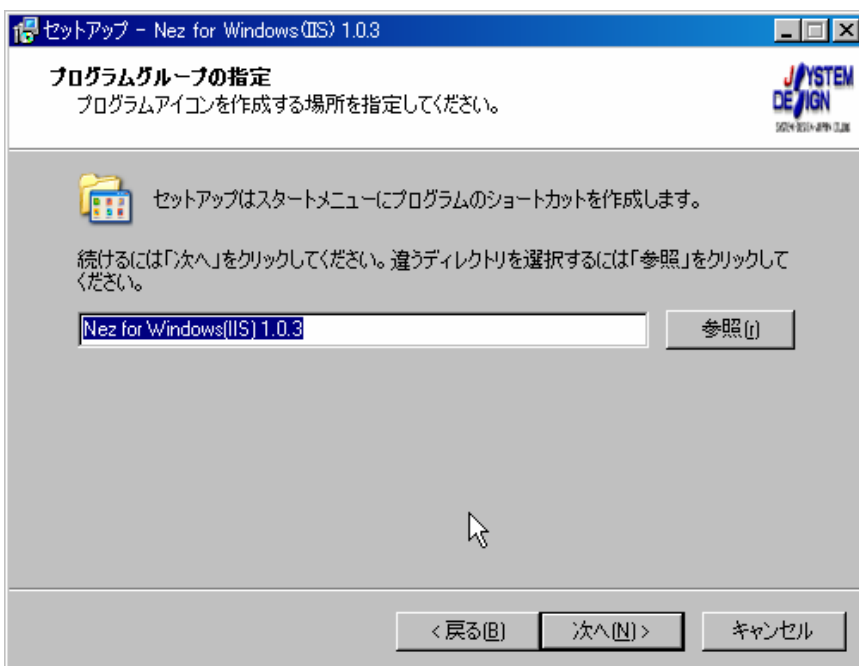 セットアップ - Nez for Windows(IIS) 1.0.3
プログラムグループの指定
プログラムアイコンを作成する場所を指定してください。
SYSTEM
DESIGN
セットアップはスタートメニューにプログラムのショートカットを作成します。
続けるには「次へ」をクリックしてください。違うディレクトリを選択するには「参照」をクリックして
ください。
Nez for Windows(IIS) 1.0.3
参照(r)
< 戻る(B)
次へ(N) >
キャンセル